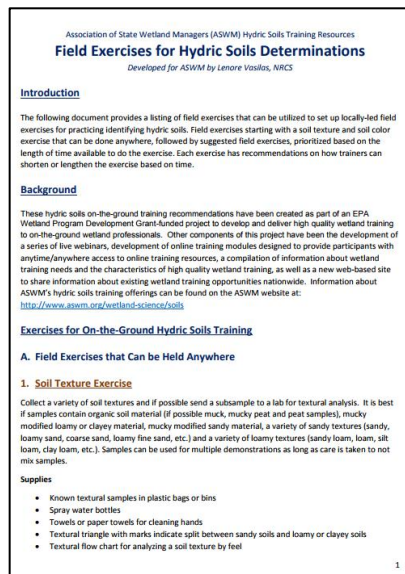 Association of State Wetland Managers (ASWM) Hydric Soils Training Resources
Field Exercises for Hydric Soils Determinations
Developed for ASWM by Lenore Vasilas, NRCS
Introduction
The following document provides a listing of field exercises that can be utilized to set up locally-led field
exercises for practicing identifying hydric soils. Field exercises starting with a soil texture and soil color
exercise that can be done anywhere, followed by suggested field exercises, prioritized based on the
length of time available to do the exercise. Each exercise has recommendations on how trainers can
shorten or lengthen the exercise based on time.
Background
These hydric soils on-the-ground training recommendations have been created as part of an EPA
Wetland Program Development Grant-funded project to develop and deliver high quality wetland training
to on-the-ground wetland professionals. Other components of this project have been the development of
a series of live webinars, development of online training modules designed to provide participants with
anytime/anywhere access to online training resources, a compilation of information about wetland
training needs and the characteristics of high quality wetland training, as well as a new web-based site
to share information about existing wetland training opportunities nationwide. Information about
ASWM's hydric soils training offerings can be found on the ASWM website at:
http://www.aswm.org/wetland-science/soils
Exercises for On-the-Ground Hydric Soils Training
A. Field Exercises that Can be Held Anywhere
1. Soil Texture Exercise
Collect a variety of soil textures and if possible send a subsample to a lab for textural analysis. It is best
if samples contain organic soil material (if possible muck, mucky peat and peat samples), mucky
modified loamy or clayey material, mucky modified sandy material, a variety of sandy textures (sandy,
loamy sand, coarse sand, loamy fine sand, etc.) and a variety of loamy textures (sandy loam, loam, silt
loam, clay loam, etc.). Samples can be used for multiple demonstrations as long as care is taken to not
mix samples.
Supplies
• Known textural samples in plastic bags or bins
• Spray water bottles
• Towels or paper towels for cleaning hands
• Textural triangle with marks indicate split between sandy soils and loamy or clayey soils
• Textural flow chart for analyzing a soil texture by feel
1